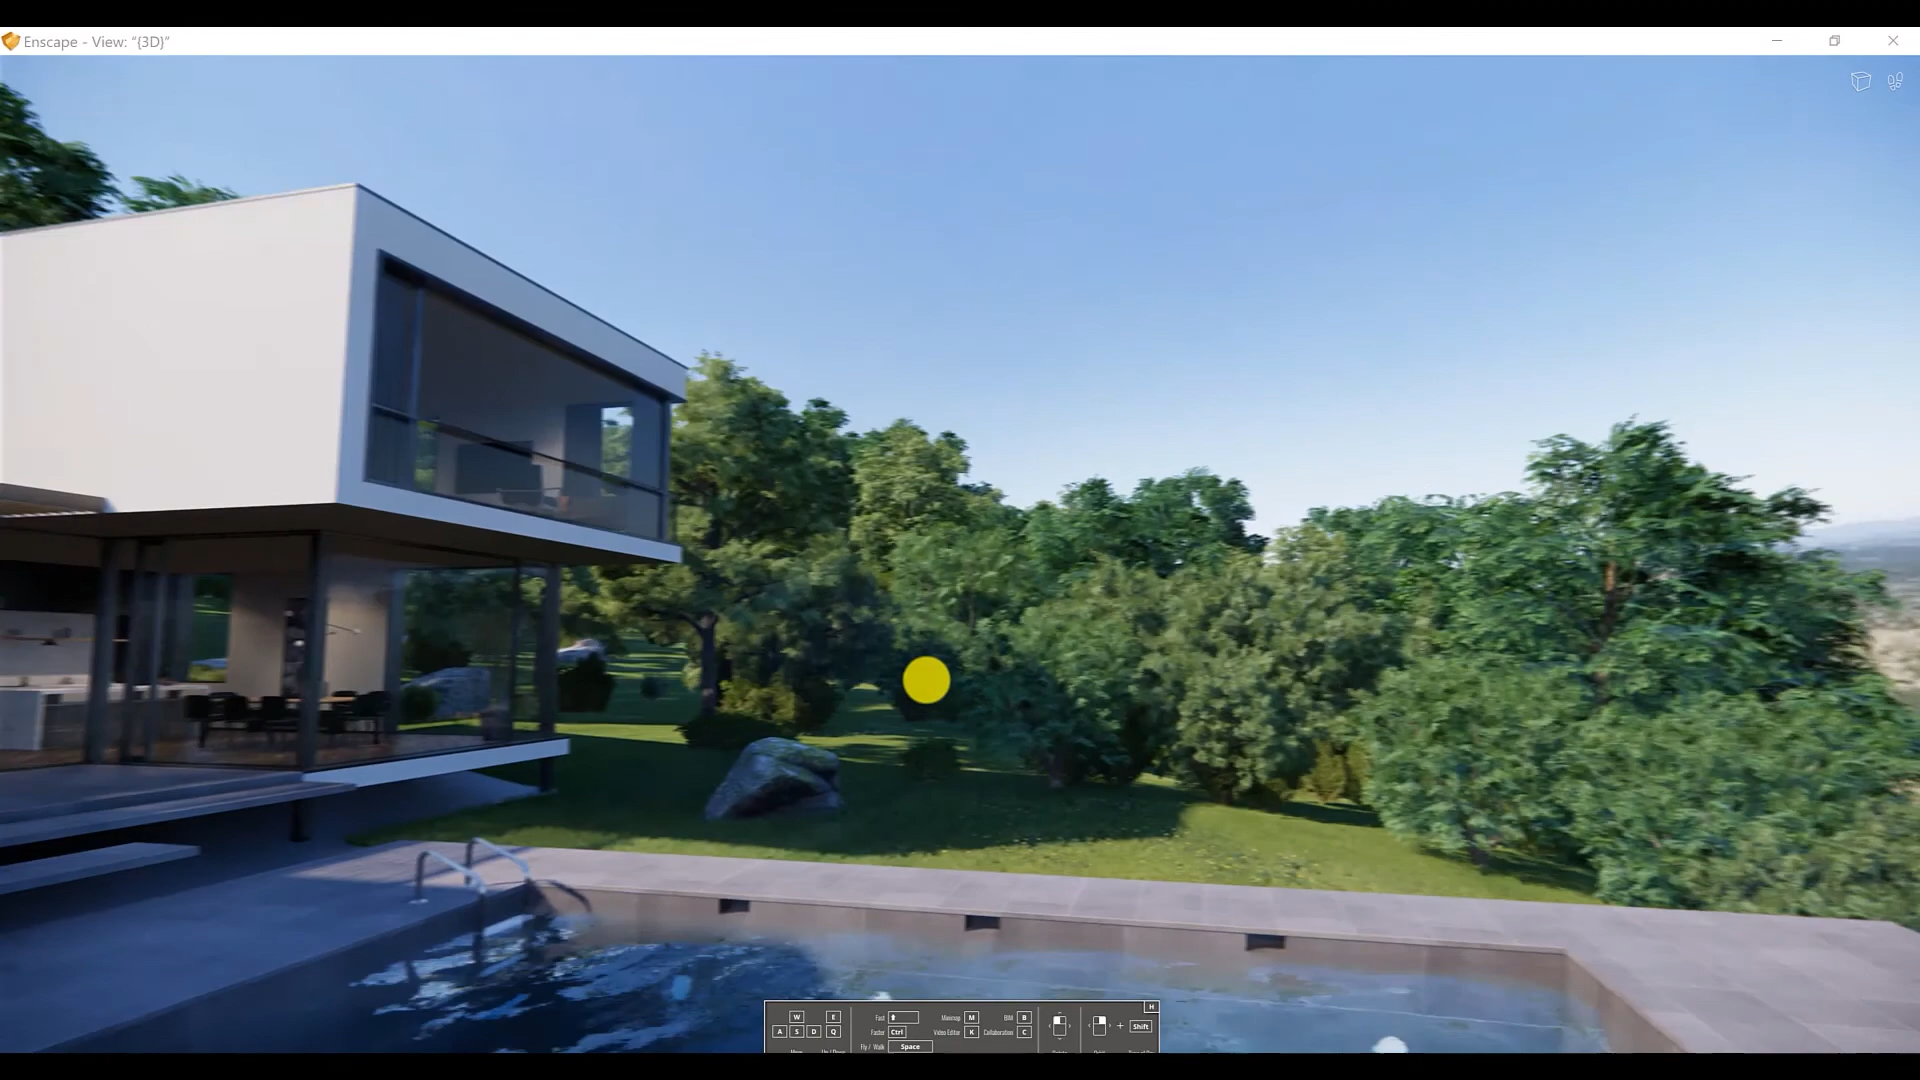 Enscape - View: "{3D}"
H
W E Fast Minimap M BIM B
A S D Q Faster Ctrl Video Editor K Collaboration C Shift
Fly / Walk Space